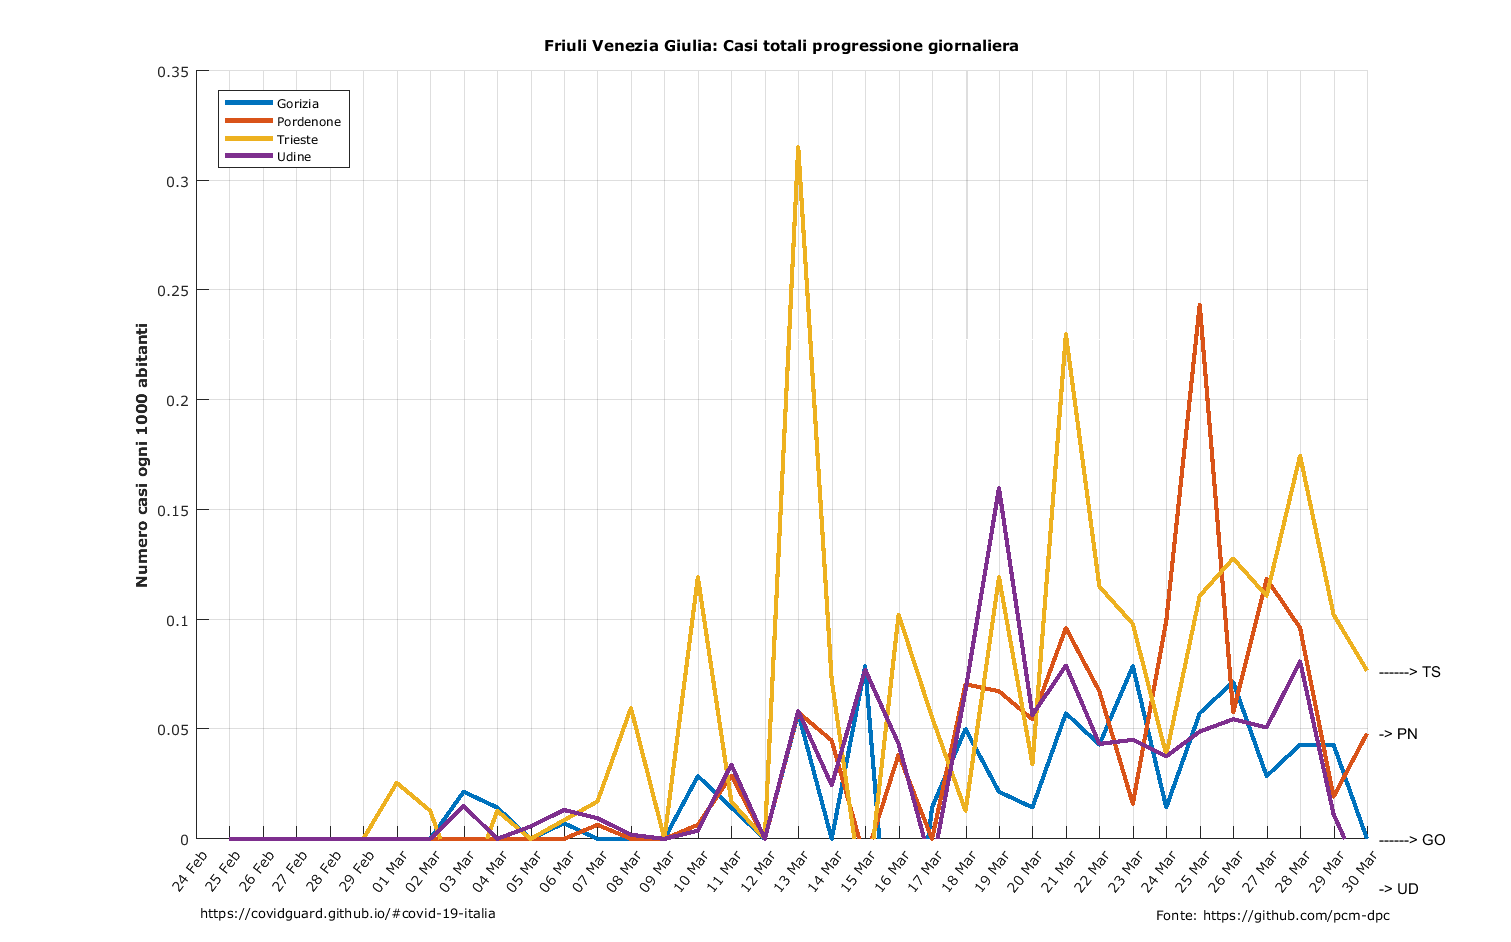 Friuli Venezia Giulia: Casi totali progressione giornaliera
Numero casi ogni 1000 abitanti
0.35
0.3
0.25
0.2
0.15
0.1
0.05
0
Gorizia
Pordenone
Trieste
Udine
24 Feb
25 Feb
26 Feb
27 Feb
28 Feb
29 Feb
01 Mar
02 Mar
03 Mar
04 Mar
05 Mar
06 Mar
07 Mar
08 Mar
09 Mar
10 Mar
11 Mar
12 Mar
13 Mar
14 Mar
15 Mar
16 Mar
17 Mar
18 Mar
19 Mar
20 Mar
21 Mar
22 Mar
23 Mar
24 Mar
25 Mar
26 Mar
27 Mar
28 Mar
29 Mar
30 Mar
------> TS
-> PN
------> GO
-> UD
https://covidguard.github.io/#covid-19-italia
Fonte: https://github.com/pcm-dpc